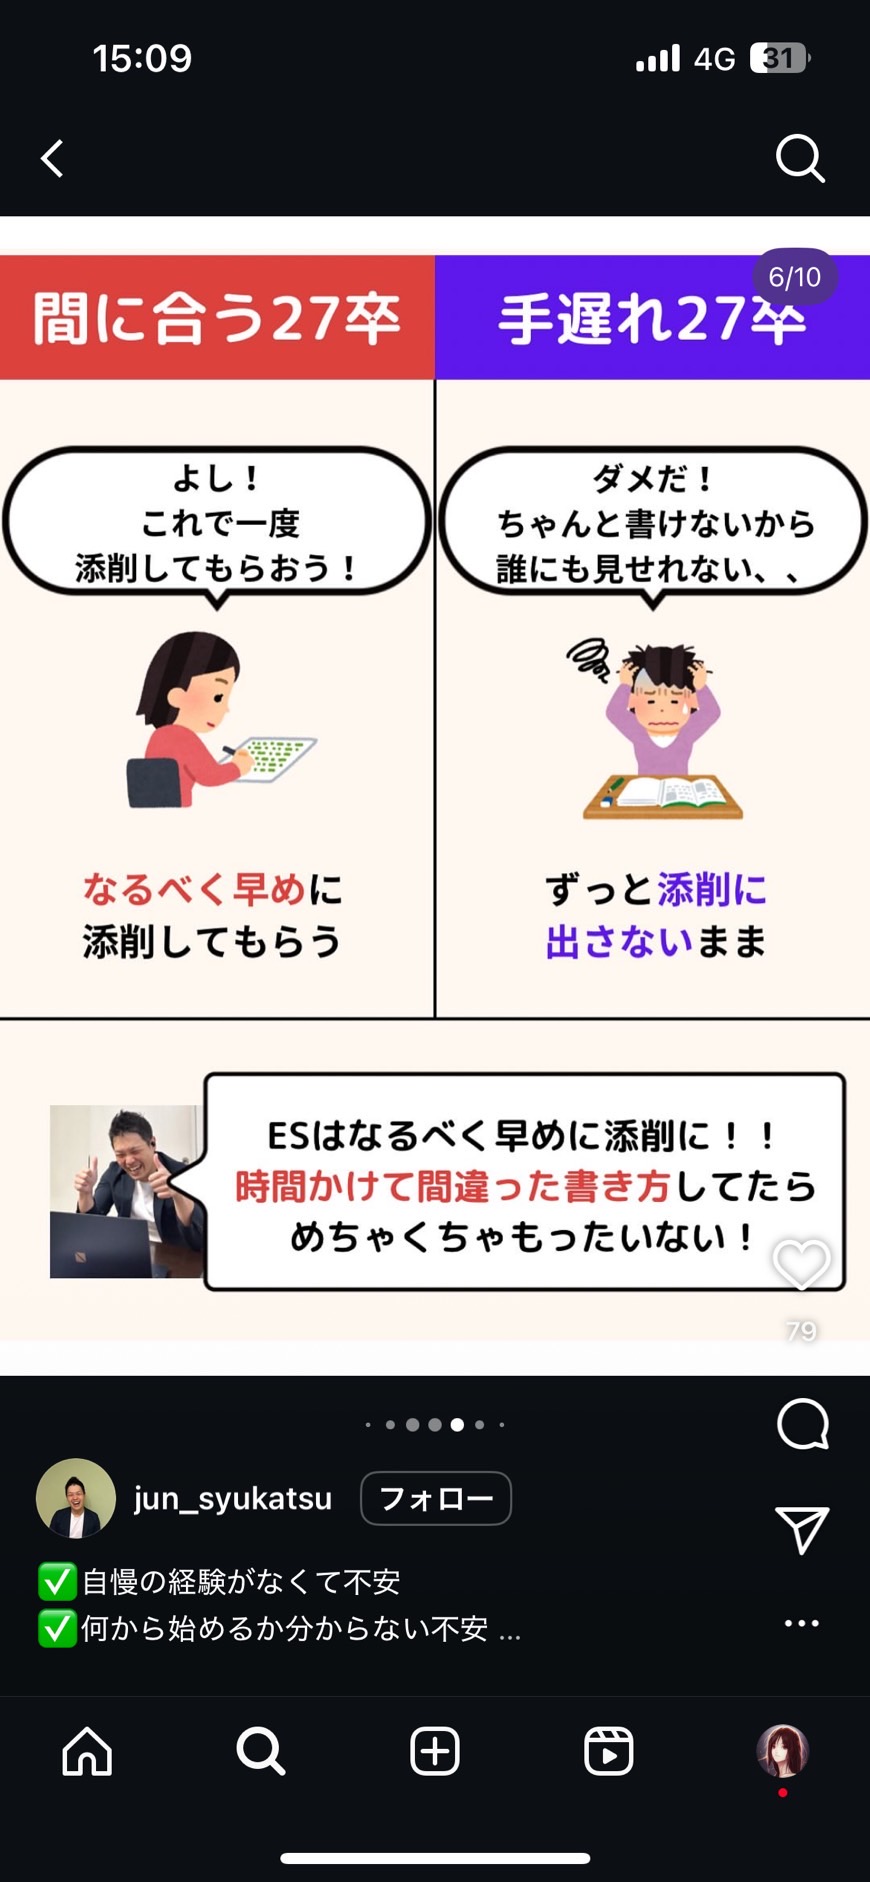 15:09
4G
31
6/10
間に合う27卒
手遅れ27卒
よし！
これで一度
添削してもらおう！
ダメだ！
ちゃんと書けないから
誰にも見せれない、、
なるべく早めに
添削してもらう
ずっと添削に
出さないまま
ESはなるべく早めに添削に！！
時間かけて間違った書き方してたら
めちゃくちゃもったいない！
79
jun_syukatsu
フォロー
✅自慢の経験がなくて不安
✅何から始めるか分からない不安 ...